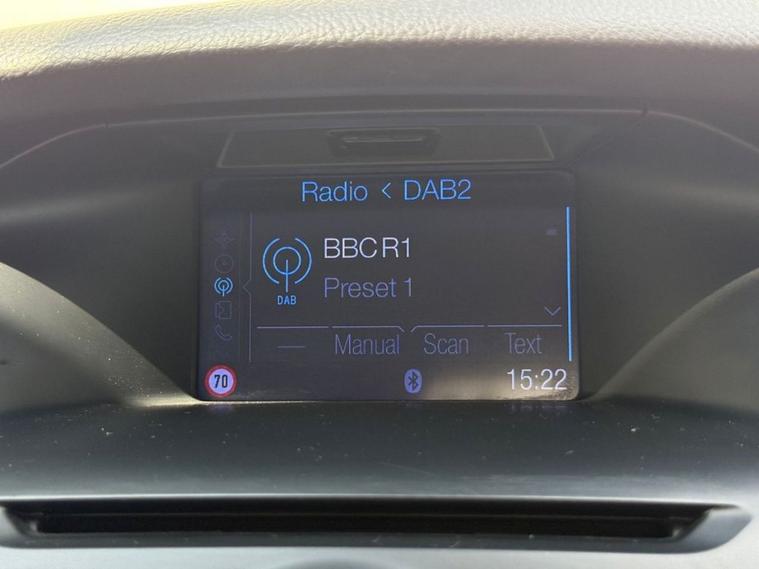 Radio < DAB2
BBC R1
DAB
Preset 1
Manual Scan Text
70
15:22